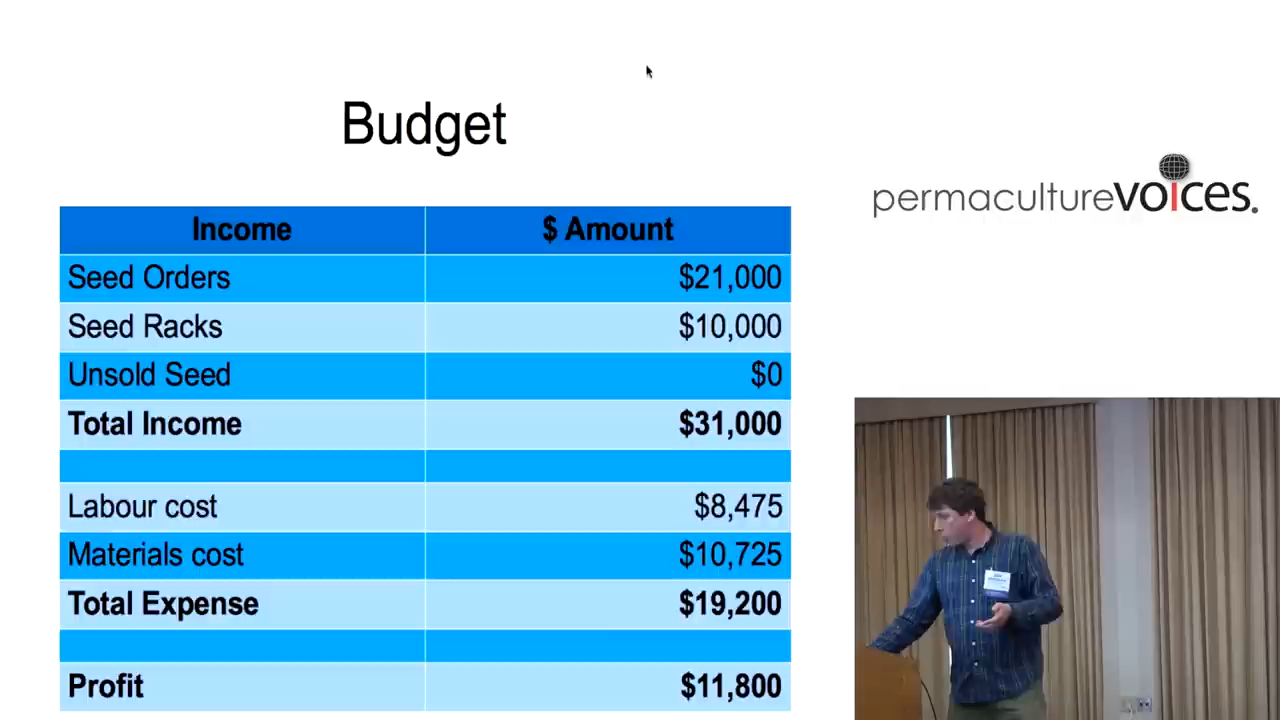 Budget
permaculturevoices.
Income $ Amount
Seed Orders $21,000
Seed Racks $10,000
Unsold Seed $0
Total Income $31,000
Labour cost $8,475
Materials cost $10,725
Total Expense $19,200
Profit $11,800